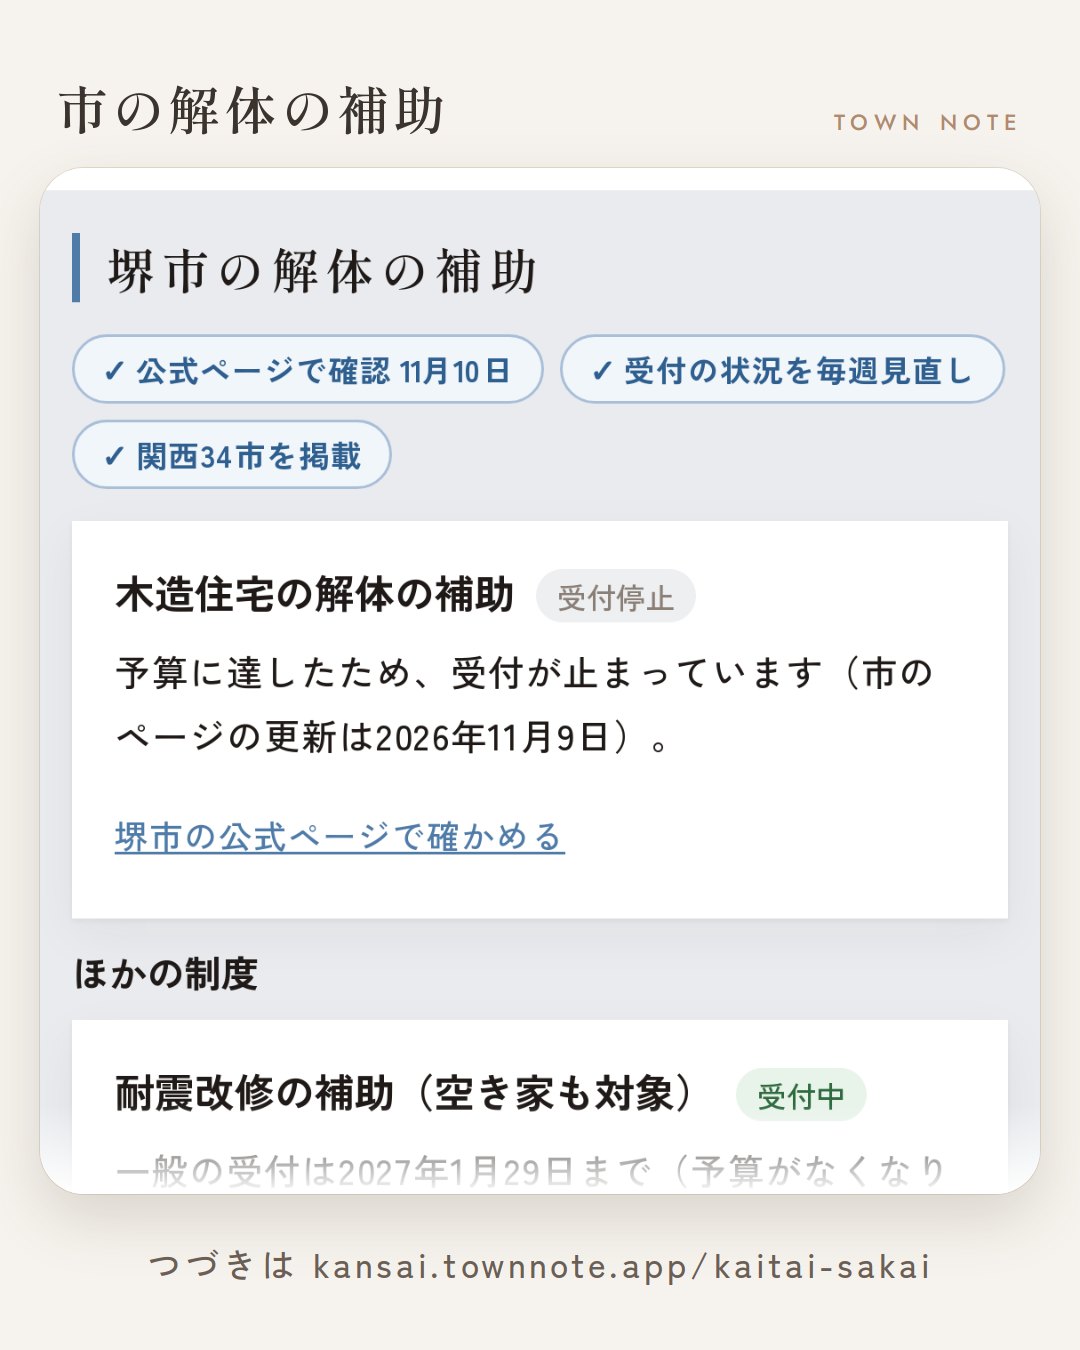 市の解体の補助
TOWN NOTE
堺市の解体の補助
✓ 公式ページで確認 11月10日
✓ 受付の状況を毎週見直し
✓ 関西34市を掲載
木造住宅の解体の補助
受付停止
予算に達したため、受付が止まっています（市の
ページの更新は2026年11月9日）。
堺市の公式ページで確かめる
ほかの制度
耐震改修の補助（空き家も対象）
受付中
一般の受付は2027年1月29日まで（予算がなくなり
つづきは kansai.townnote.app/kaitai-sakai